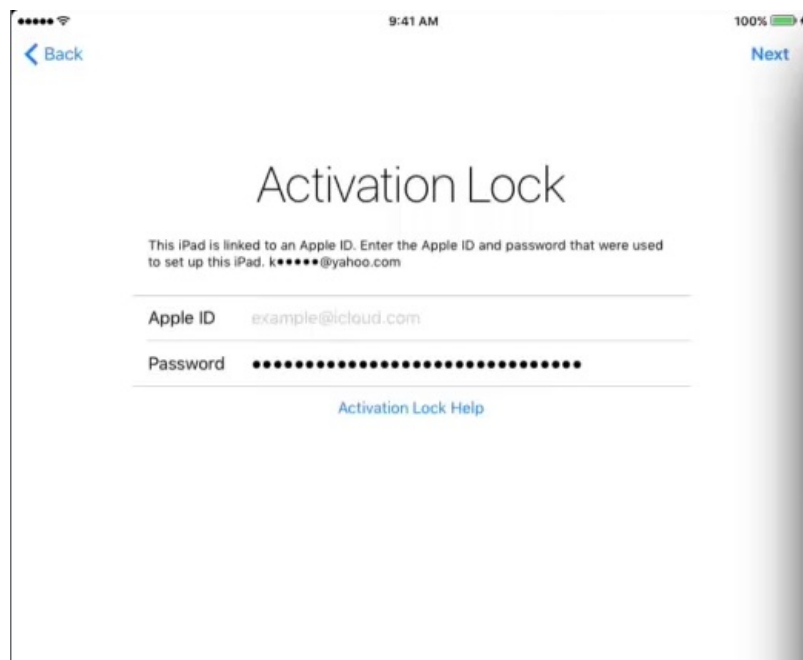 9:41 AM
100%
Back
Next
Activation Lock
This iPad is linked to an Apple ID. Enter the Apple ID and password that were used
to set up this iPad. k●●●●●@yahoo.com
Apple ID example@icloud.com
Password ●●●●●●●●●●●●●●●●●●●●●●●●●●●●●●●
Activation Lock Help